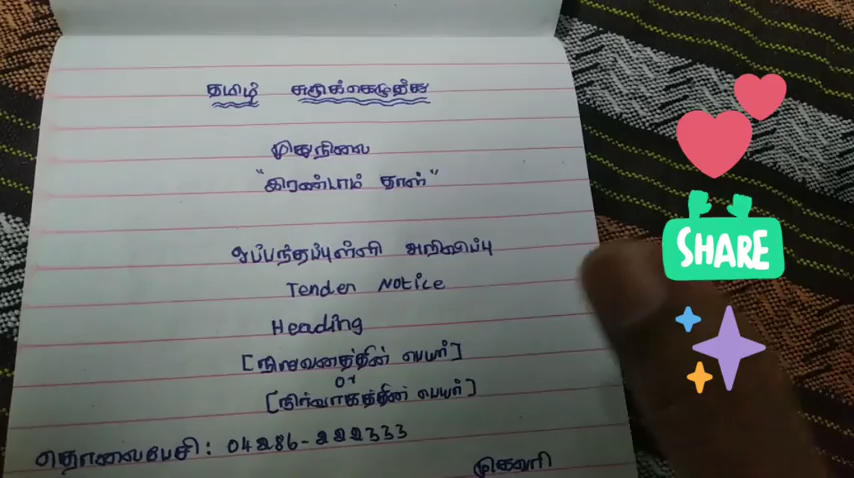 தமிழ் சுருக்கெழுத்து
முதுநிலை
"இரண்டாம் தாள்"
ஒப்பந்தப்புள்ளி அறிவிப்பு
Tender Notice
Heading
[நிறுவனத்தின் பெயர்]
or
[நிர்வாகத்தின் பெயர்]
தொலைபேசி: 04286-222333
முகவரி
SHARE